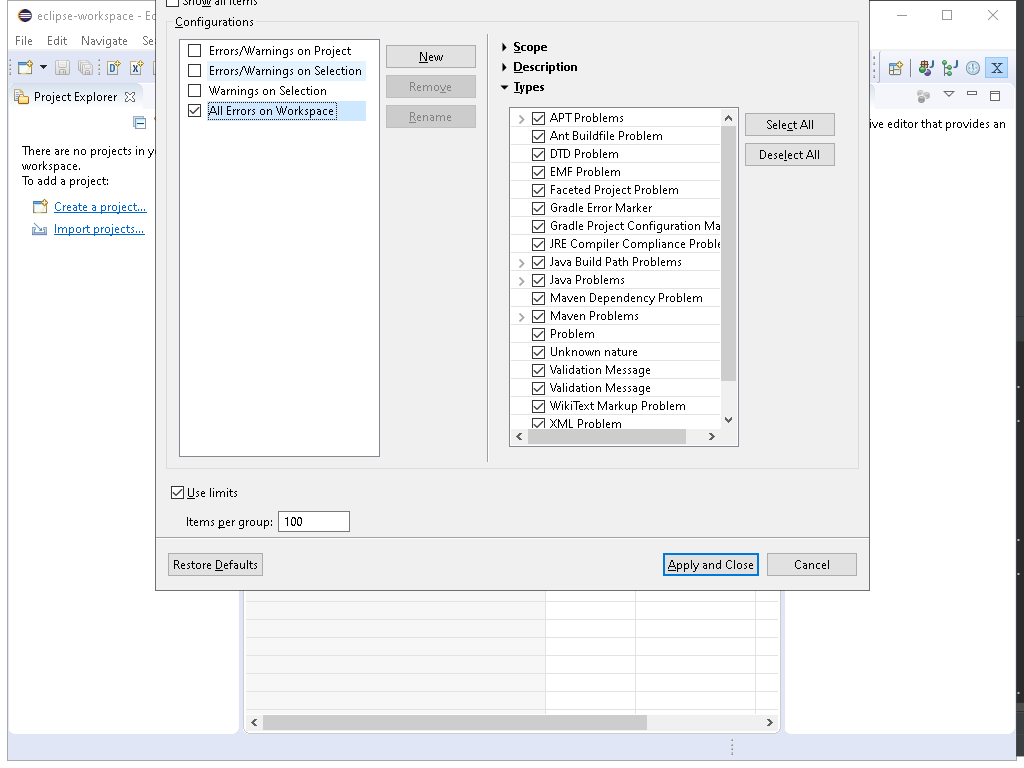 eclipse-workspace - Ec
Show all items
File Edit Navigate Se
Configurations
Errors/Warnings on Project
Errors/Warnings on Selection
Warnings on Selection
All Errors on Workspace
New
Remove
Rename
Scope
Description
Types
APT Problems
Ant Buildfile Problem
DTD Problem
EMF Problem
Faceted Project Problem
Gradle Error Marker
Gradle Project Configuration Ma
JRE Compiler Compliance Proble
Java Build Path Problems
Java Problems
Maven Dependency Problem
Maven Problems
Problem
Unknown nature
Validation Message
Validation Message
WikiText Markup Problem
XML Problem
Select All
Deselect All
Project Explorer
There are no projects in y
workspace.
To add a project:
Create a project...
Import projects...
ive editor that provides an
Use limits
Items per group: 100
Restore Defaults
Apply and Close
Cancel